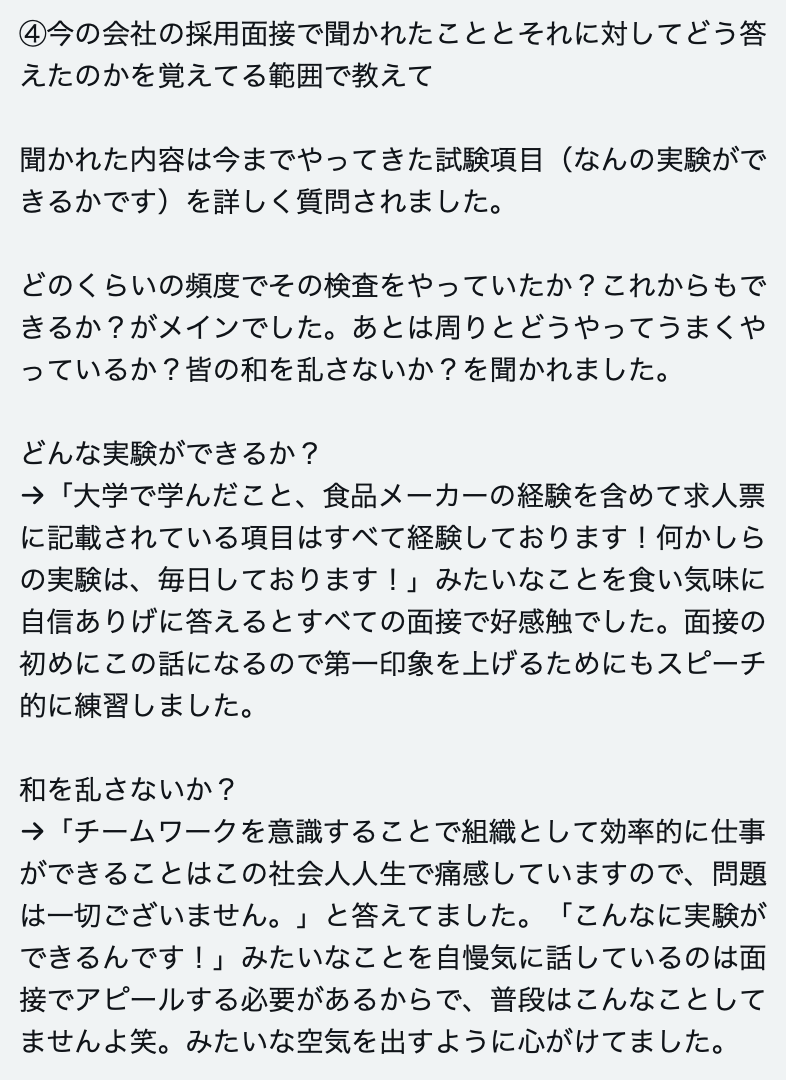 ④今の会社の採用面接で聞かれたこととそれに対してどう答
えたのかを覚えてる範囲で教えて
聞かれた内容は今までやってきた試験項目（なんの実験がで
きるかです）を詳しく質問されました。
どのくらいの頻度でその検査をやっていたか？これからもで
きるか？がメインでした。あとは周りとどうやってうまくや
っているか？皆の和を乱さないか？を聞かれました。
どんな実験ができるか？
→「大学で学んだこと、食品メーカーの経験を含めて求人票
に記載されている項目はすべて経験しております！何かしら
の実験は、毎日しております！」みたいなことを食い気味に
自信ありげに答えるとすべての面接で好感触でした。面接の
初めにこの話になるので第一印象を上げるためにもスピーチ
的に練習しました。
和を乱さないか？
→「チームワークを意識することで組織として効率的に仕事
ができることはこの社会人人生で痛感していますので、問題
は一切ございません。」と答えてました。「こんなに実験が
できるんです！」みたいなことを自慢気に話しているのは面
接でアピールする必要があるからで、普段はこんなことして
ませんよ笑。みたいな空気を出すように心がけてました。